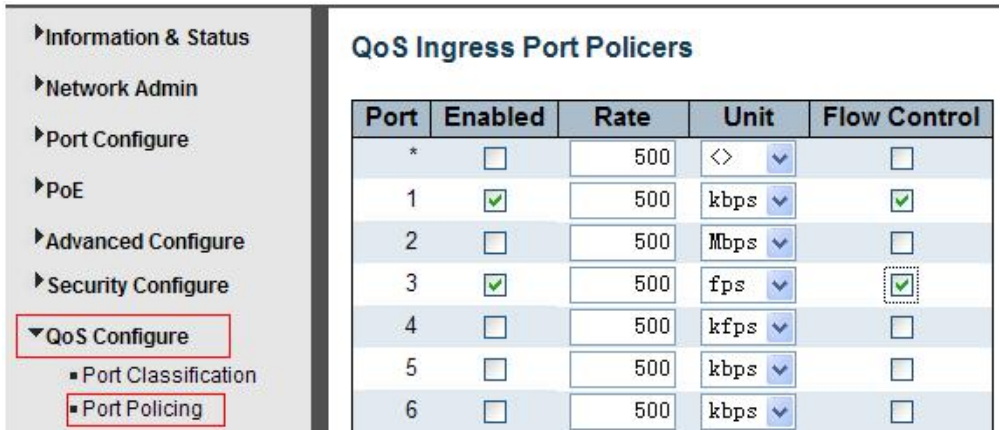 Information & Status
Network Admin
Port Configure
PoE
Advanced Configure
Security Configure
QoS Configure
Port Classification
Port Policing
QoS Ingress Port Policers
Port Enabled Rate Unit Flow Control
* 500 <>
1 500 kbps
2 500 Mbps
3 500 fps
4 500 kfps
5 500 kbps
6 500 kbps